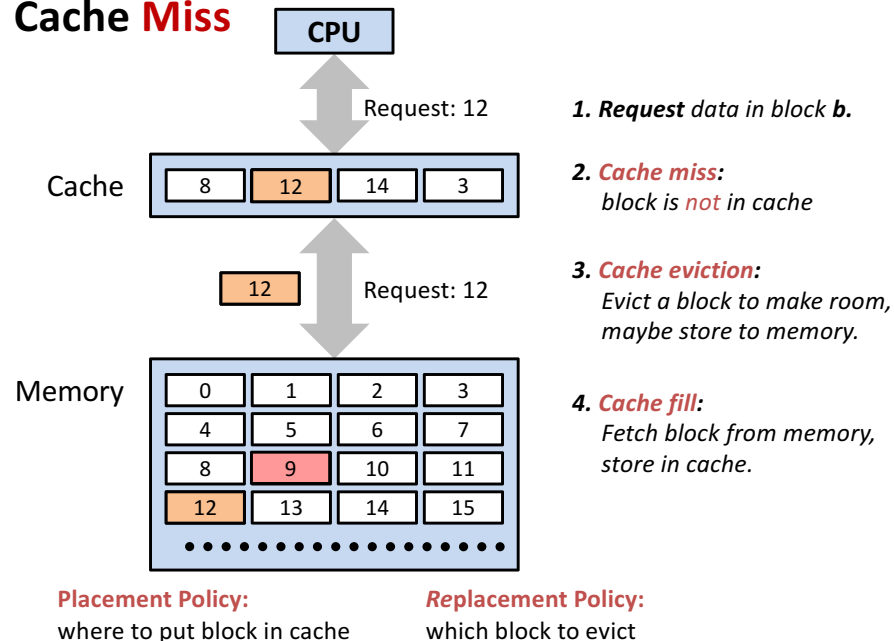 Cache Miss
CPU
Request: 12
1. Request data in block b.
Cache
8 12 14 3
2. Cache miss:
block is not in cache
12
Request: 12
3. Cache eviction:
Evict a block to make room,
maybe store to memory.
Memory
0 1 2 3
4 5 6 7
8 9 10 11
12 13 14 15
4. Cache fill:
Fetch block from memory,
store in cache.
Placement Policy:
where to put block in cache
Replacement Policy:
which block to evict